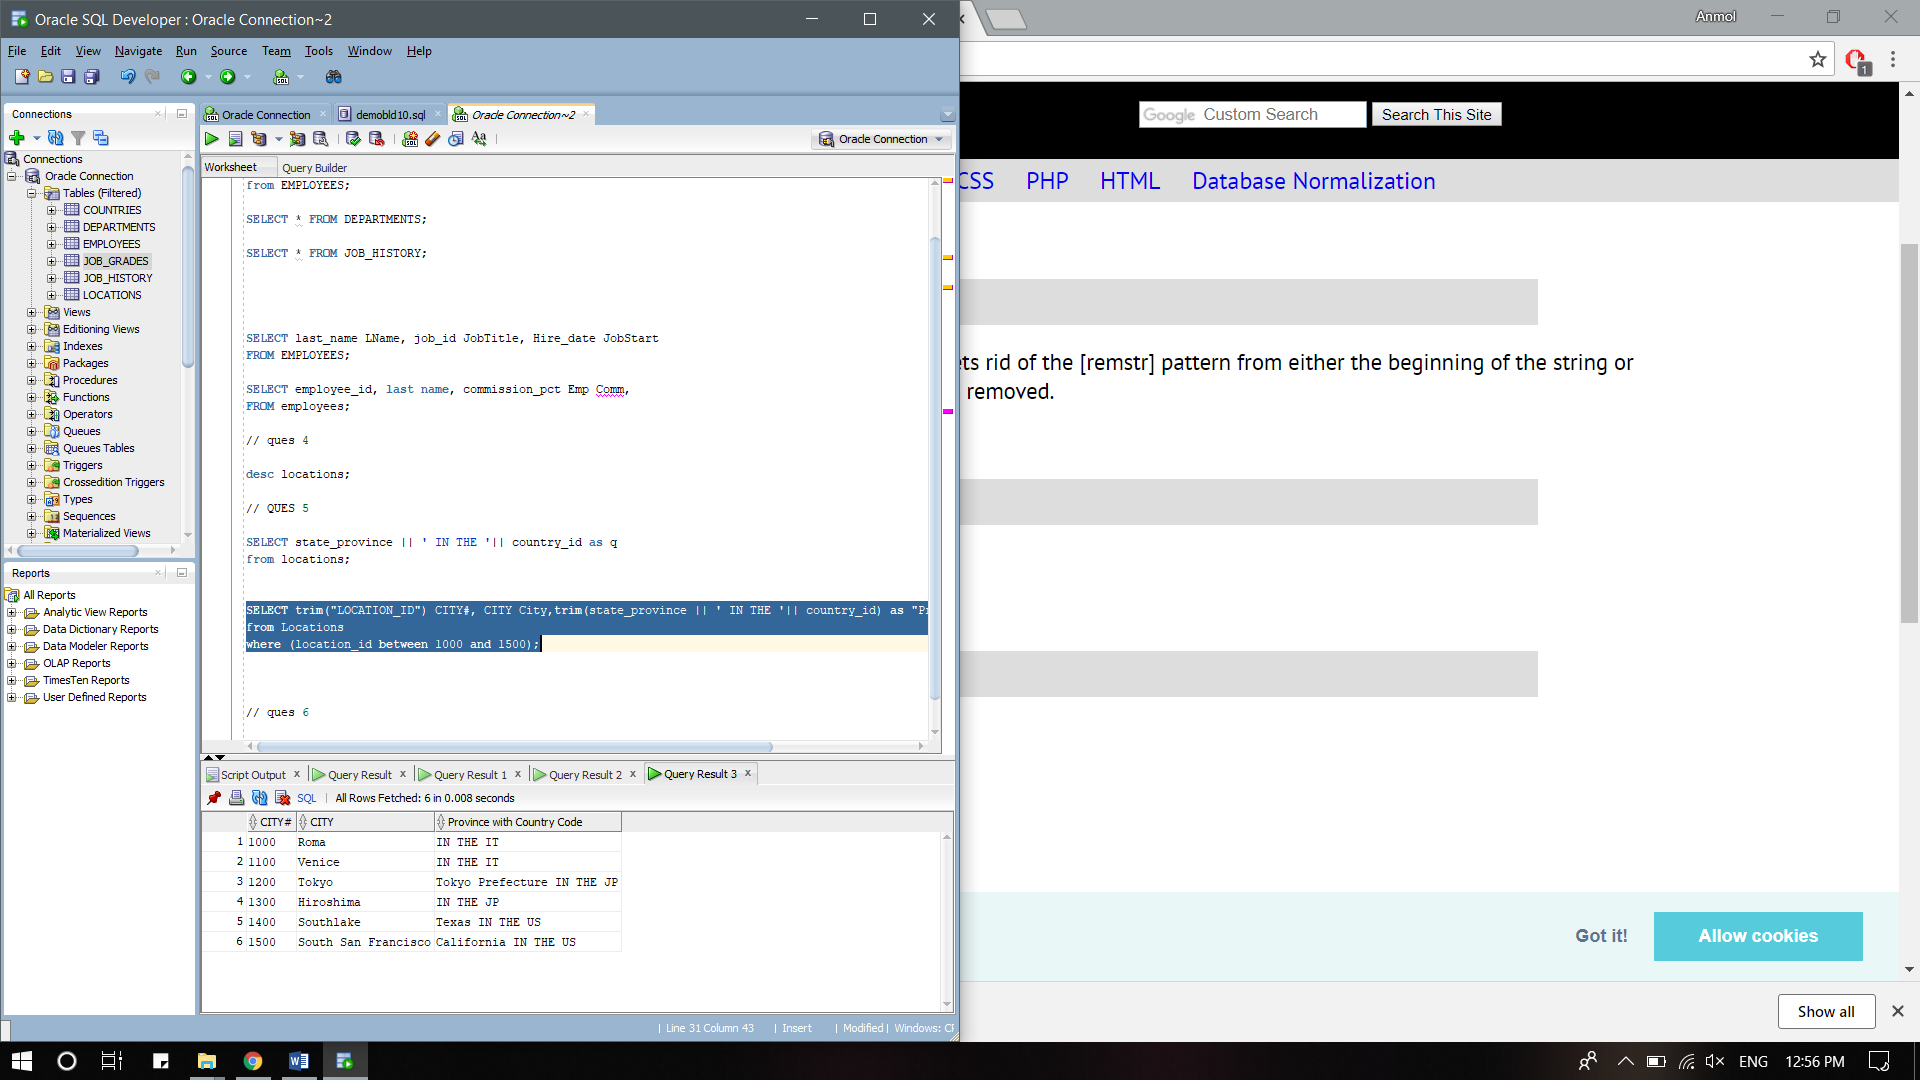 Oracle SQL Developer : Oracle Connection~2
File Edit View Navigate Run Source Team Tools Window Help
Connections
Connections
Oracle Connection
Tables (Filtered)
COUNTRIES
DEPARTMENTS
EMPLOYEES
JOB_GRADES
JOB_HISTORY
LOCATIONS
Views
Editioning Views
Indexes
Packages
Procedures
Functions
Operators
Queues
Queues Tables
Triggers
Crossedition Triggers
Types
Sequences
Materialized Views
Reports
All Reports
Analytic View Reports
Data Dictionary Reports
Data Modeler Reports
OLAP Reports
TimesTen Reports
User Defined Reports
Oracle Connection demobld10.sql Oracle Connection~2
Oracle Connection
Worksheet Query Builder
from EMPLOYEES;
SELECT * FROM DEPARTMENTS;
SELECT * FROM JOB_HISTORY;
SELECT last_name LName, job_id JobTitle, Hire_date JobStart
FROM EMPLOYEES;
SELECT employee_id, last name, commission_pct Emp Comm,
FROM employees;
// ques 4
desc locations;
// QUES 5
SELECT state_province || ' IN THE '|| country_id as q
from locations;
SELECT trim("LOCATION_ID") CITY#, CITY City,trim(state_province || ' IN THE '|| country_id) as "P
from Locations
where (location_id between 1000 and 1500);
// ques 6
Script Output Query Result Query Result 1 Query Result 2 Query Result 3
SQL All Rows Fetched: 6 in 0.008 seconds
CITY# CITY Province with Country Code
1 1000 Roma IN THE IT
2 1100 Venice IN THE IT
3 1200 Tokyo Tokyo Prefecture IN THE JP
4 1300 Hiroshima IN THE JP
5 1400 Southlake Texas IN THE US
6 1500 South San Francisco California IN THE US
Line 31 Column 43 | Insert | Modified | Windows: C
Anmol
1
Google Custom Search Search This Site
CSS PHP HTML Database Normalization
ets rid of the [remstr] pattern from either the beginning of the string or
removed.
Got it! Allow cookies
Show all
ENG 12:56 PM